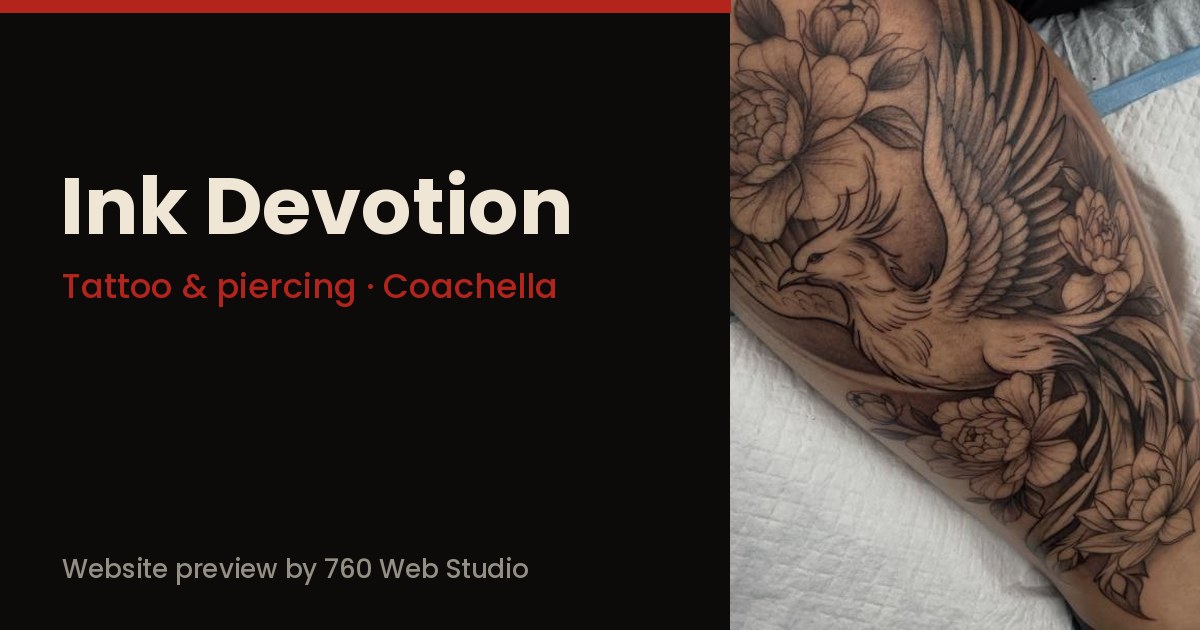 Ink Devotion
Tattoo & piercing · Coachella
Website preview by 760 Web Studio